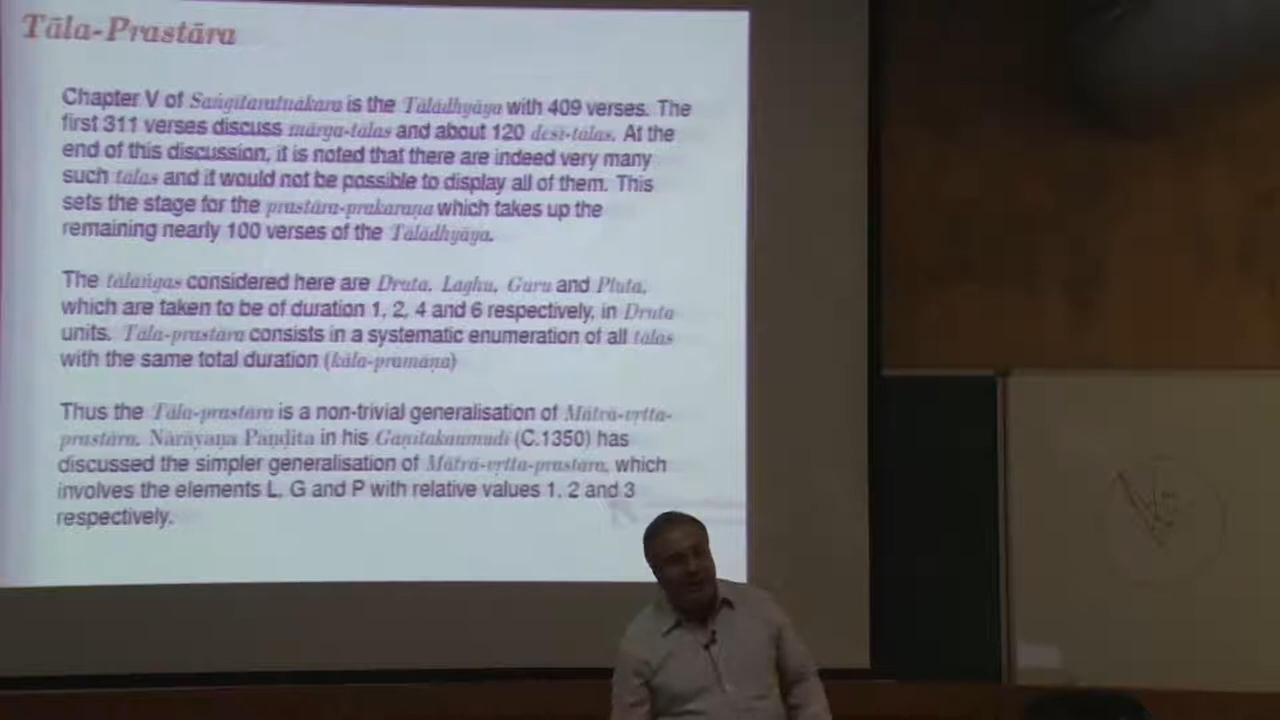 Tāla-Prastāra
Chapter V of Saṅgītaratnākara is the Tālādhyāya with 409 verses. The
first 311 verses discuss mārga-tālas and about 120 deśī-tālas. At the
end of this discussion, it is noted that there are indeed very many
such tālas and it would not be possible to display all of them. This
sets the stage for the prastāra-prakaraṇa which takes up the
remaining nearly 100 verses of the Tālādhyāya.
The tālāṅgas considered here are Druta, Laghu, Guru and Pluta,
which are taken to be of duration 1, 2, 4 and 6 respectively, in Druta
units. Tāla-prastāra consists in a systematic enumeration of all tālas
with the same total duration (kāla-pramāṇa)
Thus the Tāla-prastāra is a non-trivial generalisation of Mātrā-vṛtta-
prastāra. Nārāyaṇa Paṇḍita in his Gaṇitakaumudī (C.1350) has
discussed the simpler generalisation of Mātrā-vṛtta-prastāra, which
involves the elements L, G and P with relative values 1, 2 and 3
respectively.